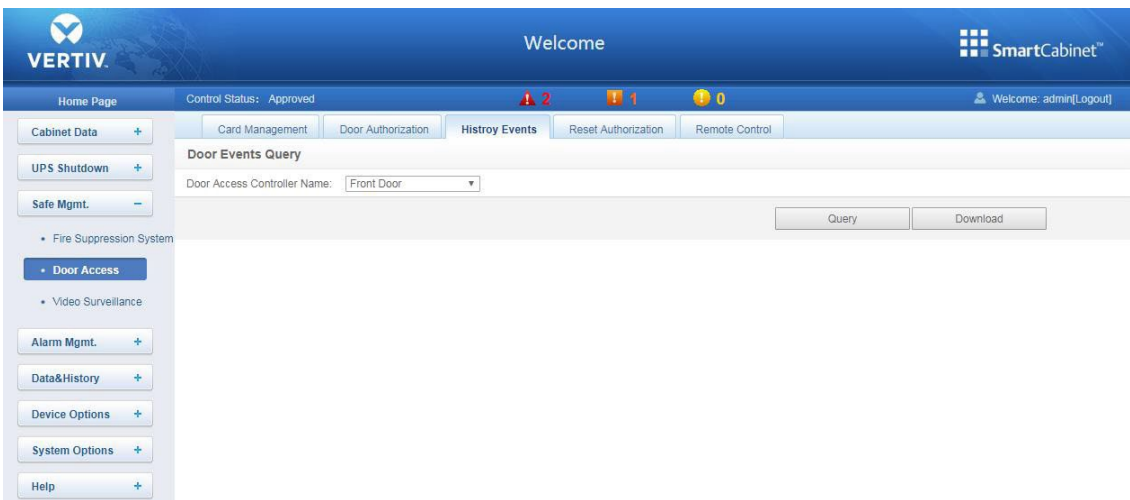 VERTIV.
Welcome
SmartCabinet™
Home Page
Control Status: Approved
2
1
0
Welcome: admin[Logout]
Cabinet Data +
UPS Shutdown +
Safe Mgmt. −
• Fire Suppression System
• Door Access
• Video Surveillance
Alarm Mgmt. +
Data&History +
Device Options +
System Options +
Help +
Card Management
Door Authorization
Histroy Events
Reset Authorization
Remote Control
Door Events Query
Door Access Controller Name: Front Door
Query
Download